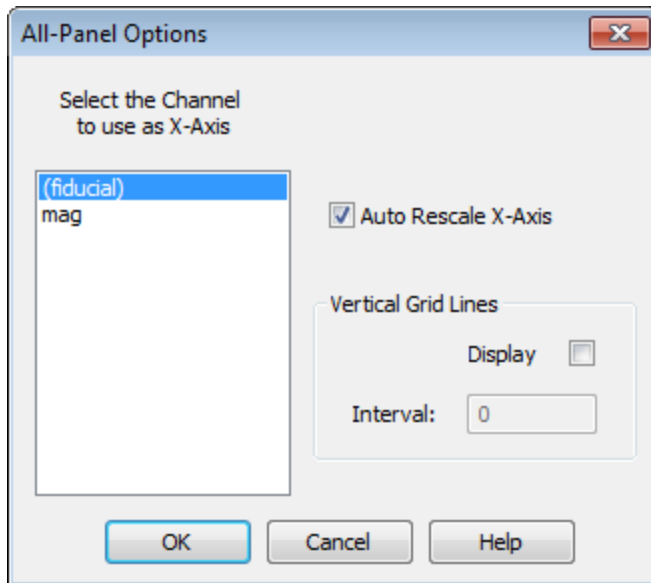 All-Panel Options
Select the Channel
to use as X-Axis
(fiducial)
mag
Auto Rescale X-Axis
Vertical Grid Lines
Display
Interval: 0
OK Cancel Help